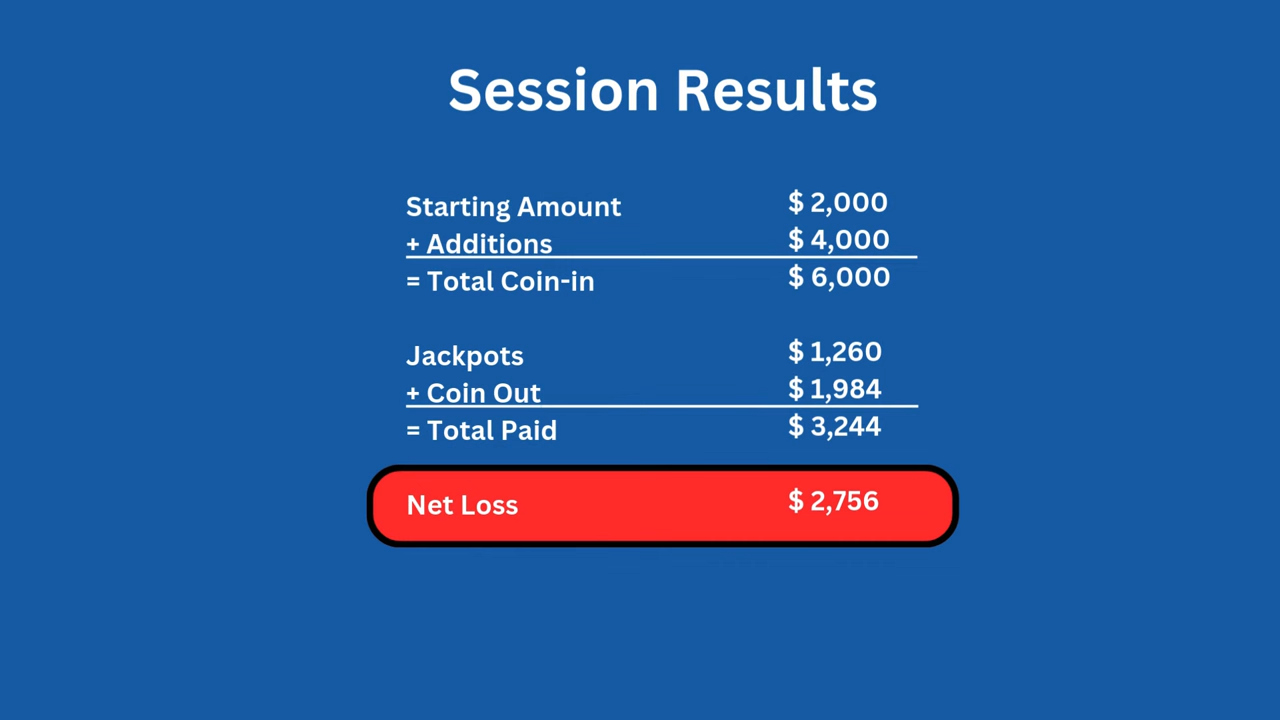 Session Results
Starting Amount $ 2,000
+ Additions $ 4,000
= Total Coin-in $ 6,000
Jackpots $ 1,260
+ Coin Out $ 1,984
= Total Paid $ 3,244
Net Loss $ 2,756